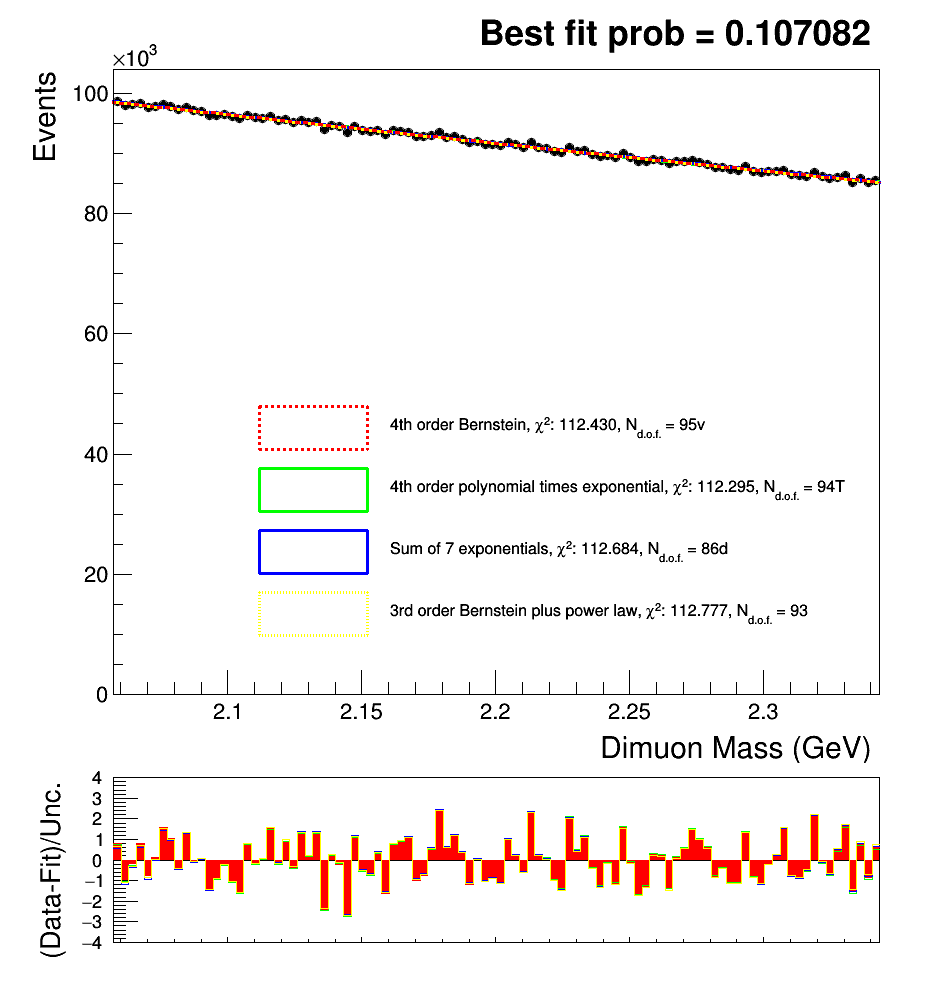 Best fit prob = 0.107082
×10³
Events
100
80
60
40
20
0
4th order Bernstein, χ²: 112.430, N_d.o.f. = 95v
4th order polynomial times exponential, χ²: 112.295, N_d.o.f. = 94T
Sum of 7 exponentials, χ²: 112.684, N_d.o.f. = 86d
3rd order Bernstein plus power law, χ²: 112.777, N_d.o.f. = 93
2.1 2.15 2.2 2.25 2.3
Dimuon Mass (GeV)
(Data-Fit)/Unc.
4
3
2
1
0
−1
−2
−3
−4